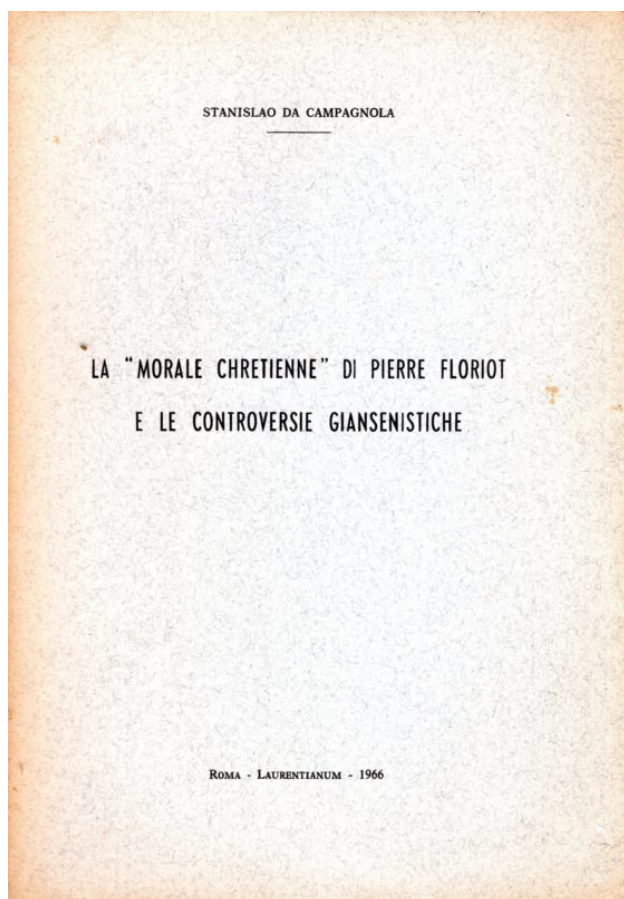 STANISLAO DA CAMPAGNOLA
LA "MORALE CHRETIENNE" DI PIERRE FLORIOT
E LE CONTROVERSIE GIANSENISTICHE
ROMA - LAURENTIANUM - 1966